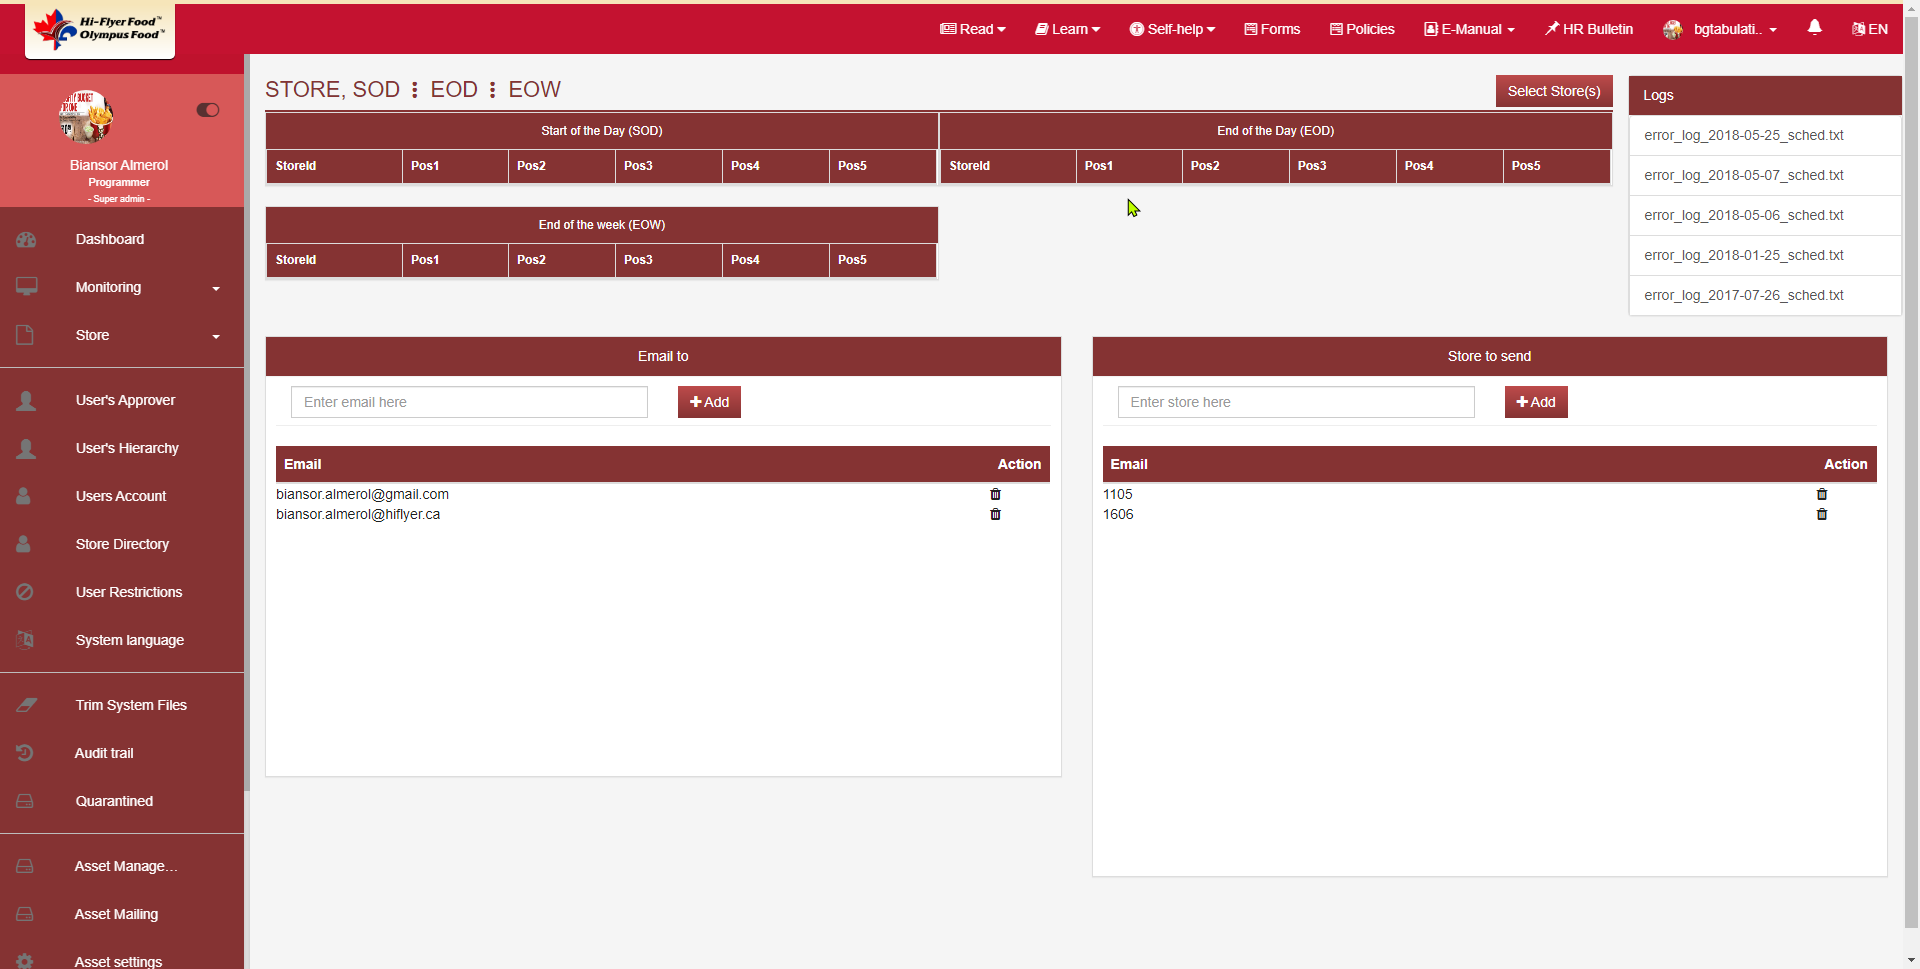 Hi-Flyer Food™
Olympus Food™
Read
Learn
Self-help
Forms
Policies
E-Manual
HR Bulletin
bgtabulati..
EN
Biansor Almerol
Programmer
- Super admin -
Dashboard
Monitoring
Store
User's Approver
User's Hierarchy
Users Account
Store Directory
User Restrictions
System language
Trim System Files
Audit trail
Quarantined
Asset Manage...
Asset Mailing
Asset settings
STORE, SOD ⋮ EOD ⋮ EOW
Select Store(s)
Start of the Day (SOD)
StoreId Pos1 Pos2 Pos3 Pos4 Pos5
End of the Day (EOD)
StoreId Pos1 Pos2 Pos3 Pos4 Pos5
End of the week (EOW)
StoreId Pos1 Pos2 Pos3 Pos4 Pos5
Logs
error_log_2018-05-25_sched.txt
error_log_2018-05-07_sched.txt
error_log_2018-05-06_sched.txt
error_log_2018-01-25_sched.txt
error_log_2017-07-26_sched.txt
Email to
Enter email here
Add
Email Action
biansor.almerol@gmail.com
biansor.almerol@hiflyer.ca
Store to send
Enter store here
Add
Email Action
1105
1606